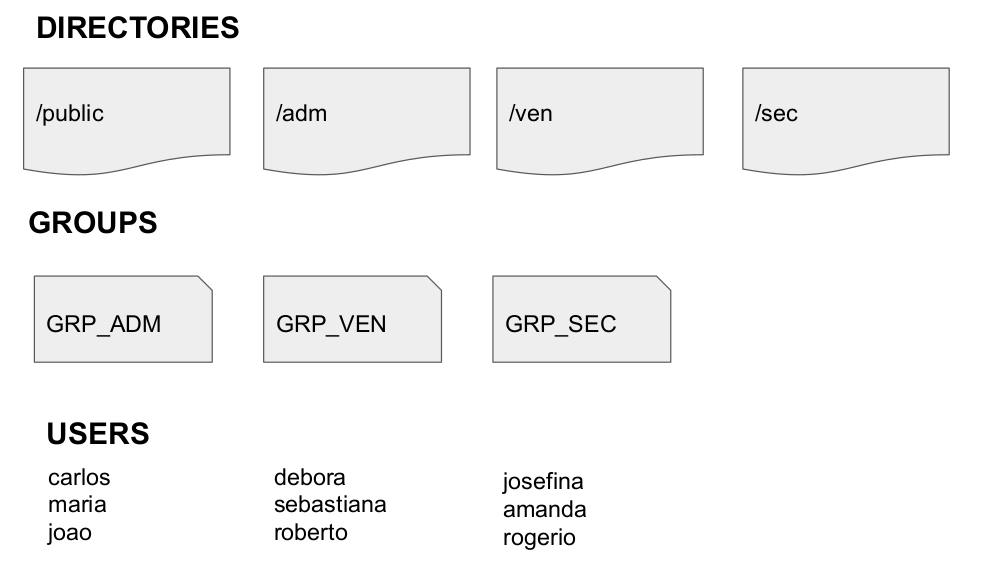 DIRECTORIES
/public /adm /ven /sec
GROUPS
GRP_ADM GRP_VEN GRP_SEC
USERS
carlos debora josefina
maria sebastiana amanda
joao roberto rogerio